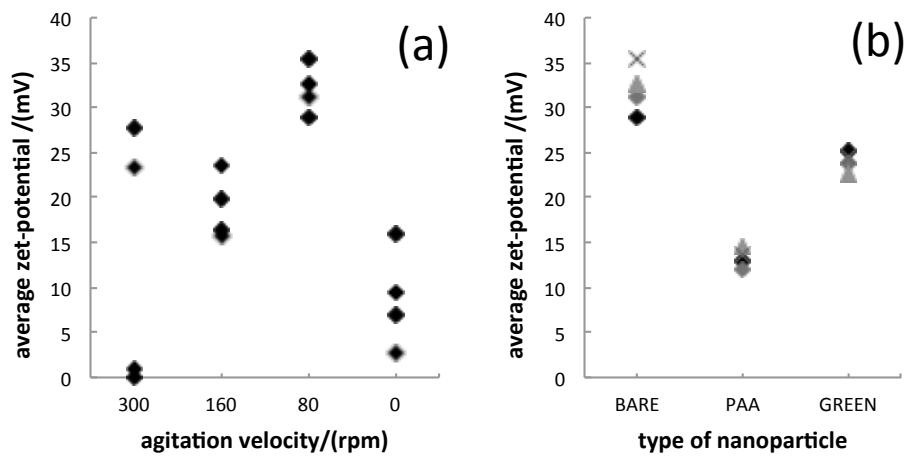 (a)
average zet-potential /(mV)
40
35
30
25
20
15
10
5
0
300 160 80 0
agitation velocity/(rpm)
(b)
average zet-potential /(mV)
40
35
30
25
20
15
10
5
0
BARE PAA GREEN
type of nanoparticle